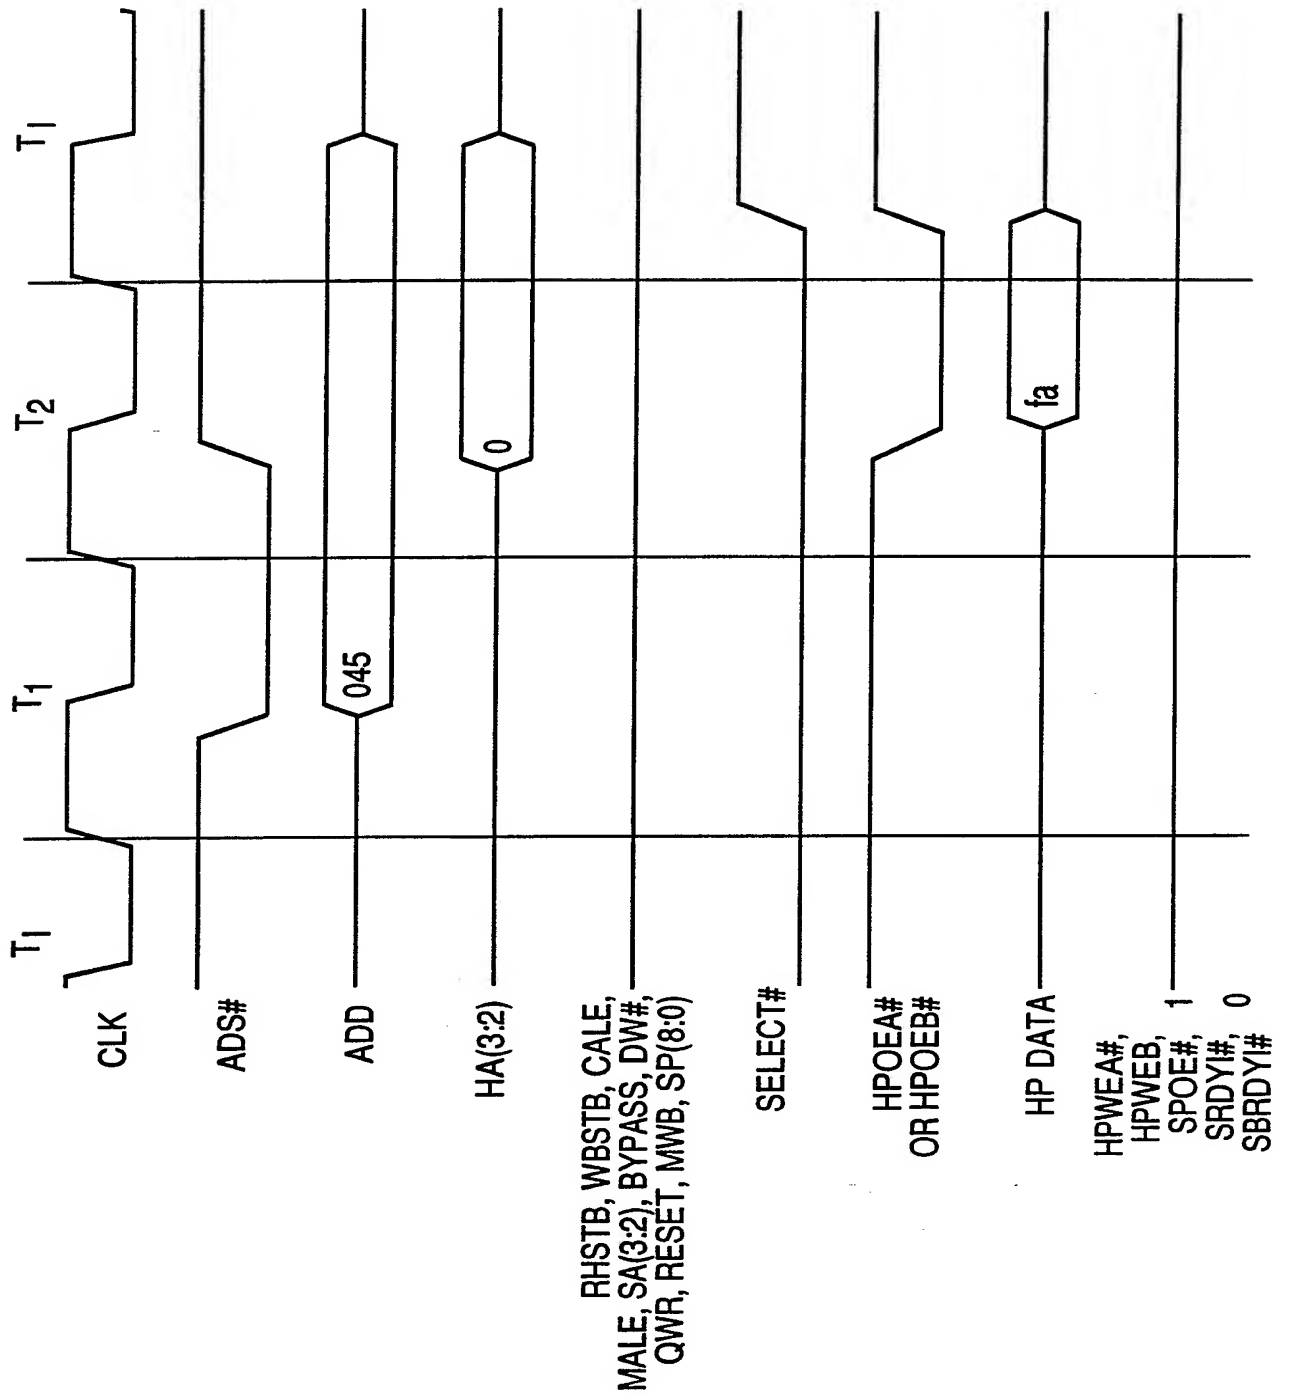 T₁ T₁ T₂ T₁
CLK
ADS#
ADD 045
HA(3:2) 0
RHSTB, WBSTB, CALE,
MALE, SA(3:2), BYPASS, DW#,
QWR, RESET, MWB, SP(8:0)
SELECT#
HPOEA#
OR HPOEB#
HP DATA fa
HPWEA#,
HPWEB,
SPOE#, 1
SRDYI#,
SBRDYI# 0